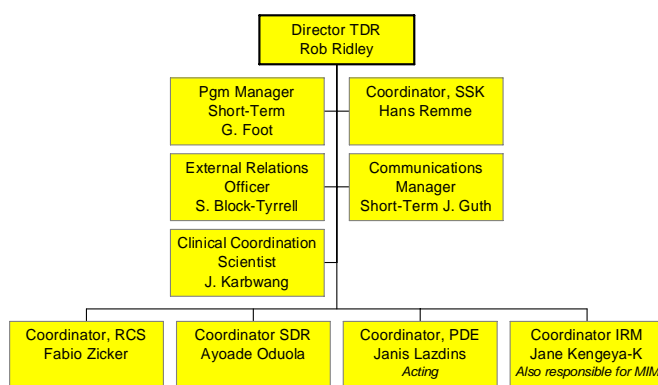 Director TDR
Rob Ridley
Pgm Manager
Short-Term
G. Foot
Coordinator, SSK
Hans Remme
External Relations
Officer
S. Block-Tyrrell
Communications
Manager
Short-Term J. Guth
Clinical Coordination
Scientist
J. Karbwang
Coordinator, RCS
Fabio Zicker
Coordinator SDR
Ayoade Oduola
Coordinator, PDE
Janis Lazdins
Acting
Coordinator IRM
Jane Kengeya-K
Also responsible for MIM